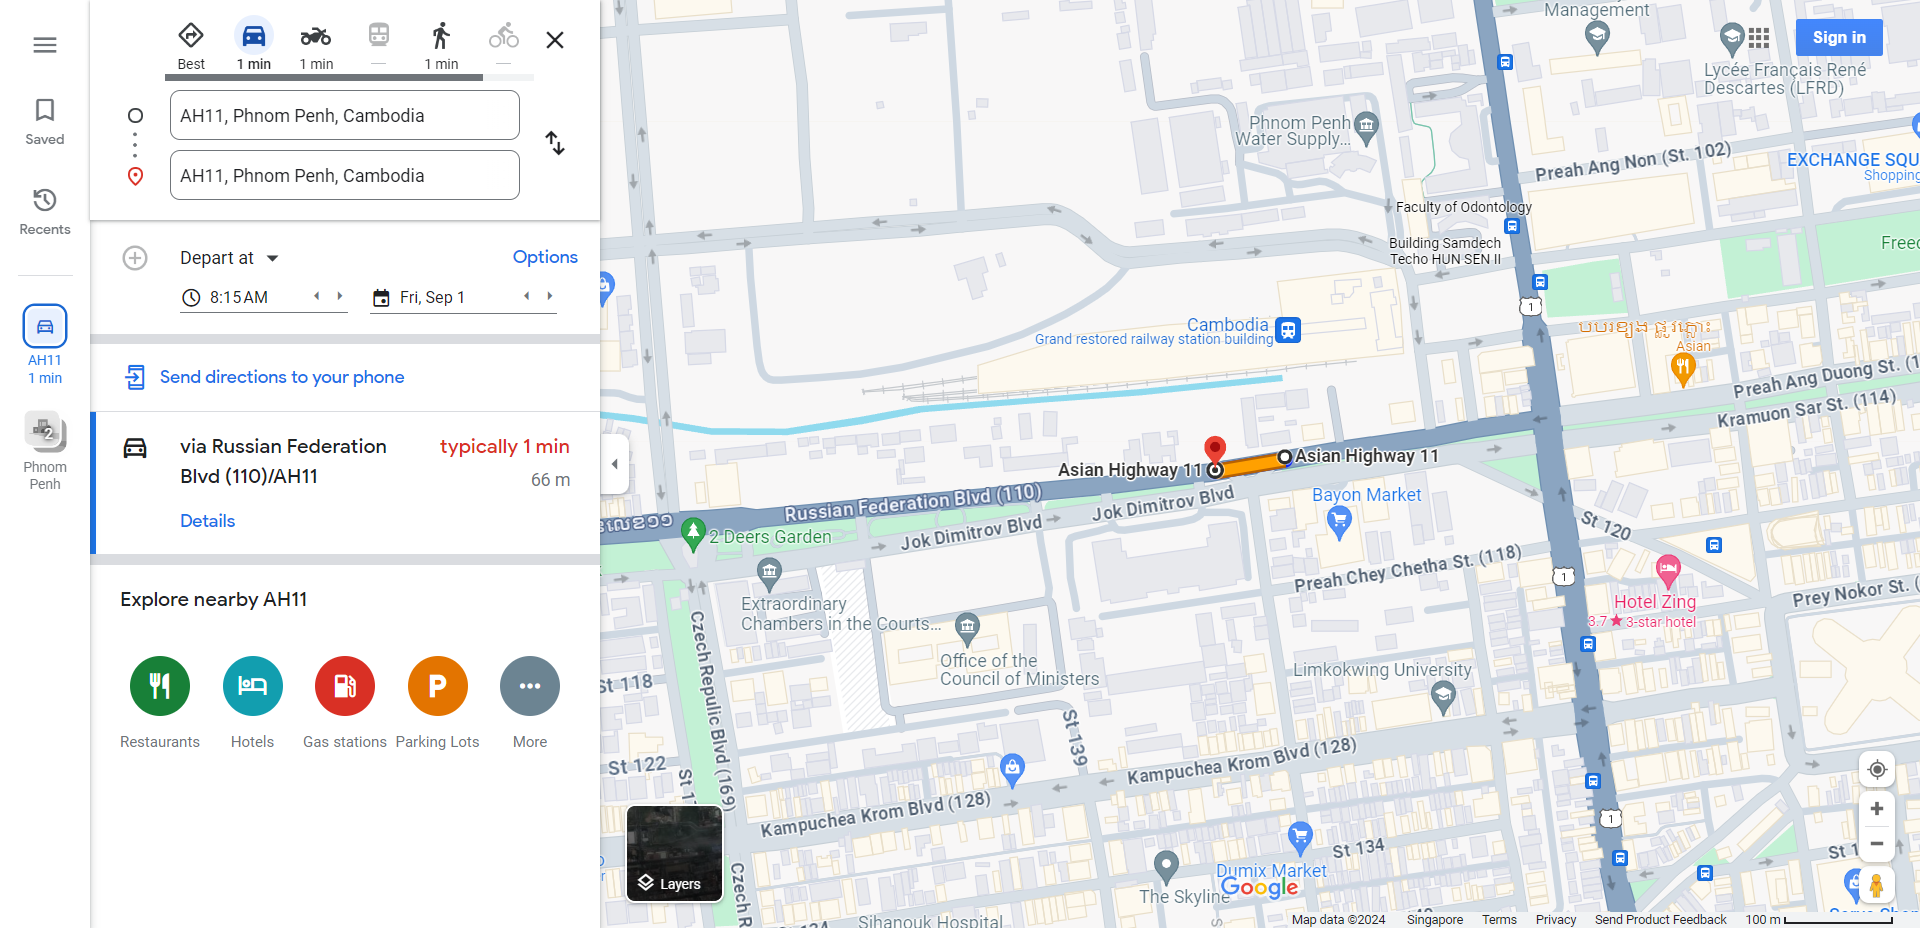 Best
1 min
1 min
1 min
AH11, Phnom Penh, Cambodia
AH11, Phnom Penh, Cambodia
Saved
Recents
AH11
1 min
2
Phnom
Penh
Depart at
Options
8:15 AM
Fri, Sep 1
Send directions to your phone
via Russian Federation
Blvd (110)/AH11
typically 1 min
66 m
Details
Explore nearby AH11
P
Restaurants
Hotels
Gas stations
Parking Lots
More
Layers
Sign in
Management
Lycée Français René
Descartes (LFRD)
Phnom Penh
Water Supply...
Preah Ang Non (St. 102)
EXCHANGE SQU
Shopping
Faculty of Odontology
Building Samdech
Techo HUN SEN II
Freed
1
Cambodia
Grand restored railway station building
Asian
Preah Ang Duong St. (1
Kramuon Sar St. (114)
Asian Highway 11
Asian Highway 11
Russian Federation Blvd (110)
Jok Dimitrov Blvd
Jok Dimitrov Blvd
Bayon Market
2 Deers Garden
St 120
Preah Chey Chetha St. (118)
1
Extraordinary
Chambers in the Courts...
Hotel Zing
3.7 ★ 3-star hotel
Prey Nokor St. (
Czech Repulic Blvd (169)
Office of the
Council of Ministers
Limkokwing University
St 118
St 139
St 122
Kampuchea Krom Blvd (128)
Kampuchea Krom Blvd (128)
1
St 134
Dumix Market
The Skyline
Czech R
Sihanouk Hospital
Google
Map data ©2024
Singapore
Terms
Privacy
Send Product Feedback
100 m